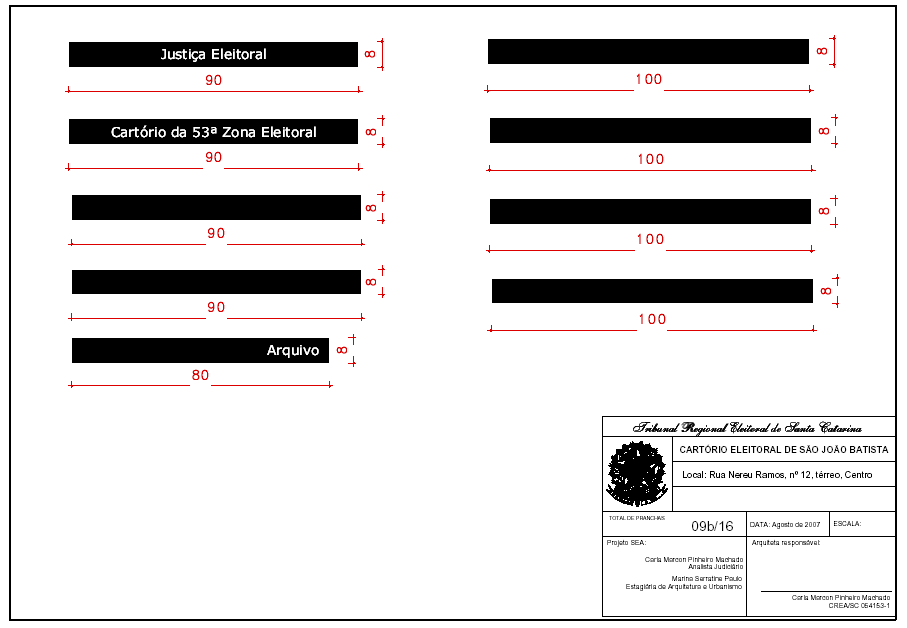 Justiça Eleitoral
8
90
Cartório da 53ª Zona Eleitoral
8
90
8
90
8
90
Arquivo
8
80
8
100
8
100
8
100
8
100
Tribunal Regional Eleitoral de Santa Catarina
CARTÓRIO ELEITORAL DE SÃO JOÃO BATISTA
Local: Rua Nereu Ramos, nº 12, térreo, Centro
TOTAL DE PRANCHAS
09b/16
DATA: Agosto de 2007
ESCALA:
Projeto SEA:
Carla Marcon Pinheiro Machado
Analista Judiciário
Marina Serratine Paulo
Estagiária de Arquitetura e Urbanismo
Arquiteta responsável:
Carla Marcon Pinheiro Machado
CREA/SC 054153-1